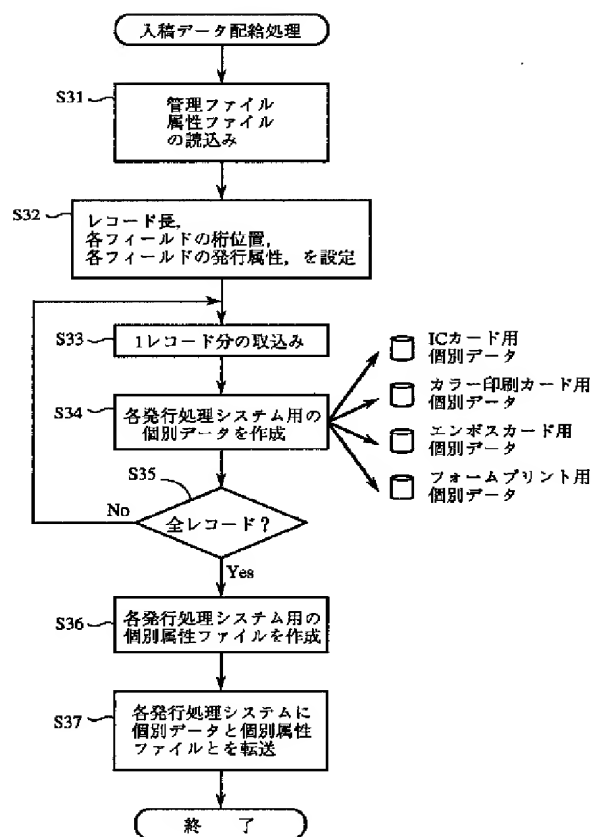 入稿データ配給処理
S31
管理ファイル
属性ファイル
の読込み
S32
レコード長,
各フィールドの桁位置,
各フィールドの発行属性, を設定
S33
1レコード分の取込み
S34
各発行処理システム用の
個別データを作成
ICカード用
個別データ
カラー印刷カード用
個別データ
エンボスカード用
個別データ
フォームプリント用
個別データ
S35
全レコード?
No
Yes
S36
各発行処理システム用の
個別属性ファイルを作成
S37
各発行処理システムに
個別データと個別属性
ファイルとを転送
終 了